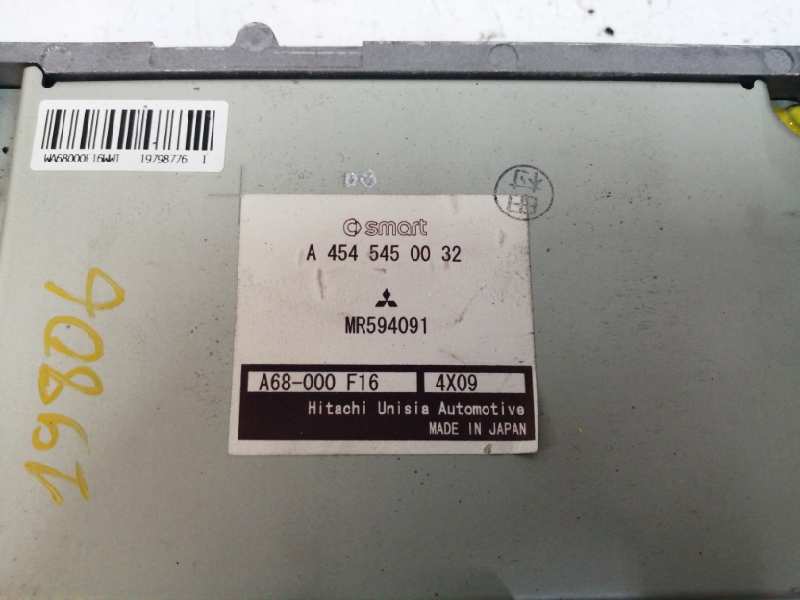 WA68000F16WWT 19798776 1
smart
A 454 545 00 32
MR594091
A68-000 F16 4X09
Hitachi Unisia Automotive
MADE IN JAPAN
19806